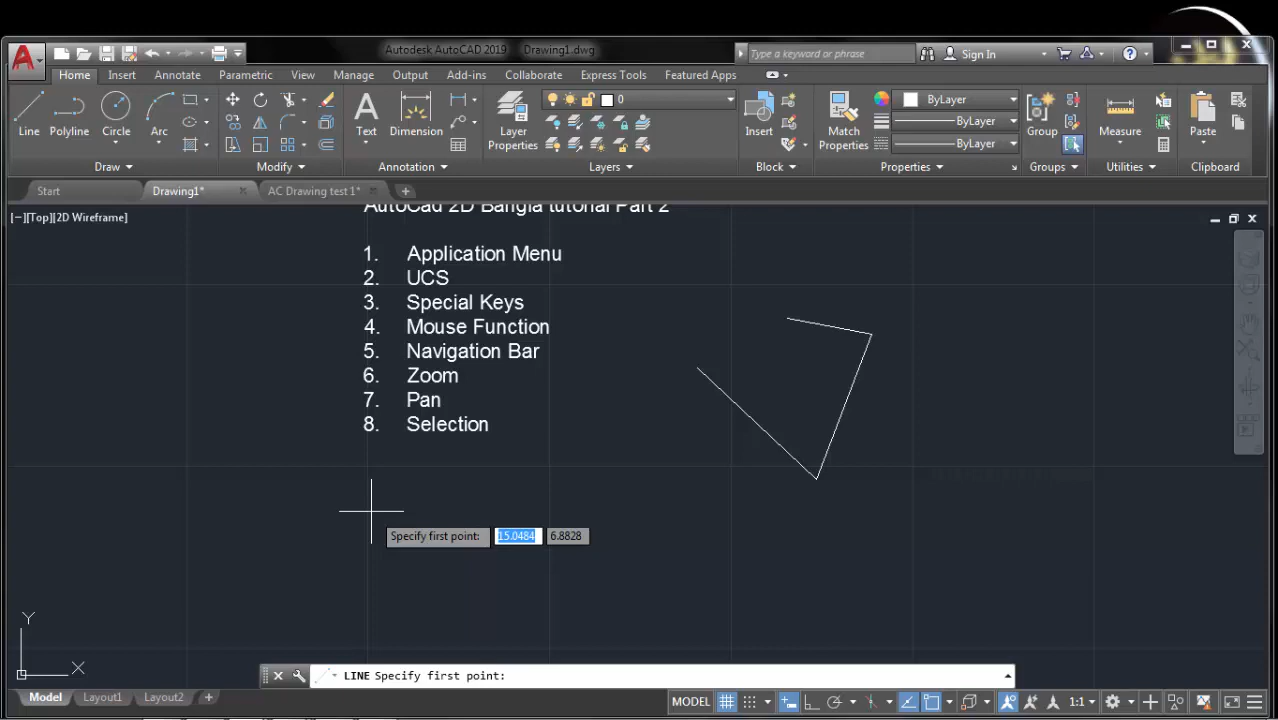 Autodesk AutoCAD 2019 Drawing1.dwg
Type a keyword or phrase
Sign In
Home Insert Annotate Parametric View Manage Output Add-ins Collaborate Express Tools Featured Apps
0
ByLayer
ByLayer
ByLayer
Line Polyline Circle Arc
Text Dimension
Layer
Properties
Insert
Match
Properties
Group
Measure
Paste
Draw Modify Annotation Layers Block Properties Groups Utilities Clipboard
Start Drawing1* AC Drawing test 1*
[−][Top][2D Wireframe]
AutoCad 2D Bangla tutorial Part 2
1. Application Menu
2. UCS
3. Special Keys
4. Mouse Function
5. Navigation Bar
6. Zoom
7. Pan
8. Selection
Specify first point: 15.0484 6.8828
Y
X
LINE Specify first point:
Model Layout1 Layout2 +
MODEL 1:1